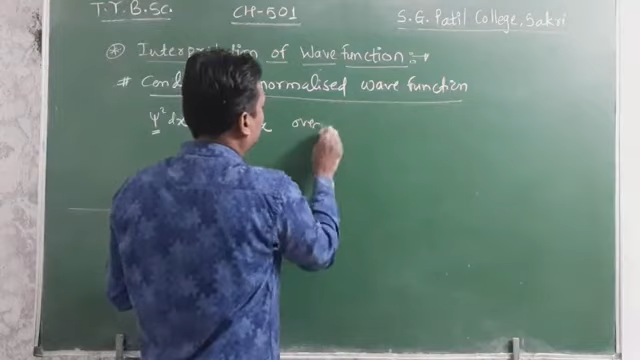 T.Y.B.Sc. CH-501 S.G. Patil College, Sakri
Interpretation of Wave function :→
# normalised wave function
ψ² dx x over